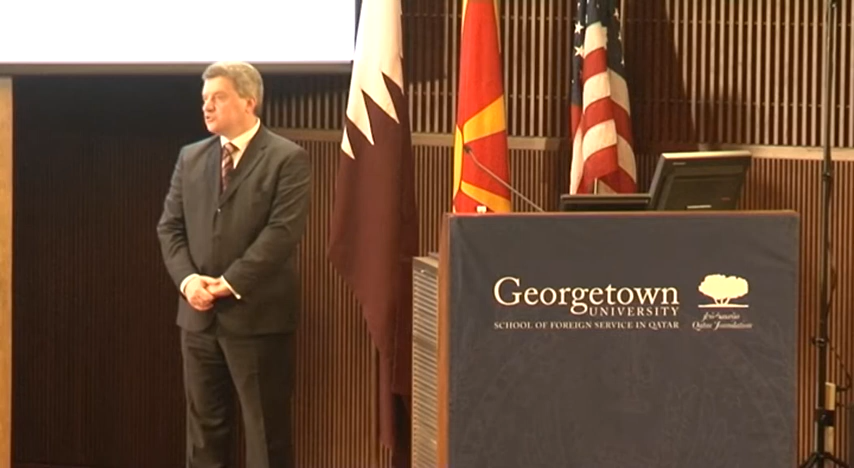 Georgetown
UNIVERSITY
SCHOOL OF FOREIGN SERVICE IN QATAR
Qatar Foundation